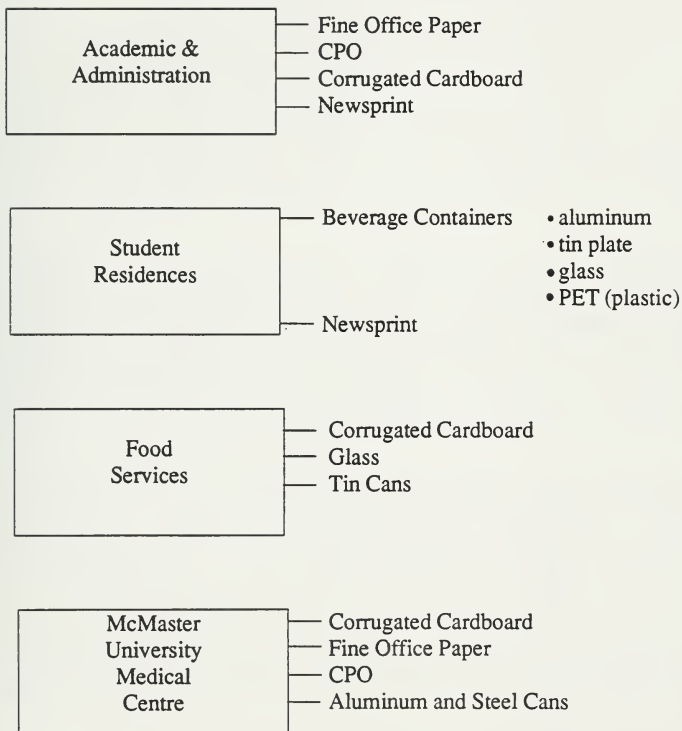 Academic &
Administration
Fine Office Paper
CPO
Corrugated Cardboard
Newsprint
Student
Residences
Beverage Containers
• aluminum
• tin plate
• glass
• PET (plastic)
Newsprint
Food
Services
Corrugated Cardboard
Glass
Tin Cans
McMaster
University
Medical
Centre
Corrugated Cardboard
Fine Office Paper
CPO
Aluminum and Steel Cans